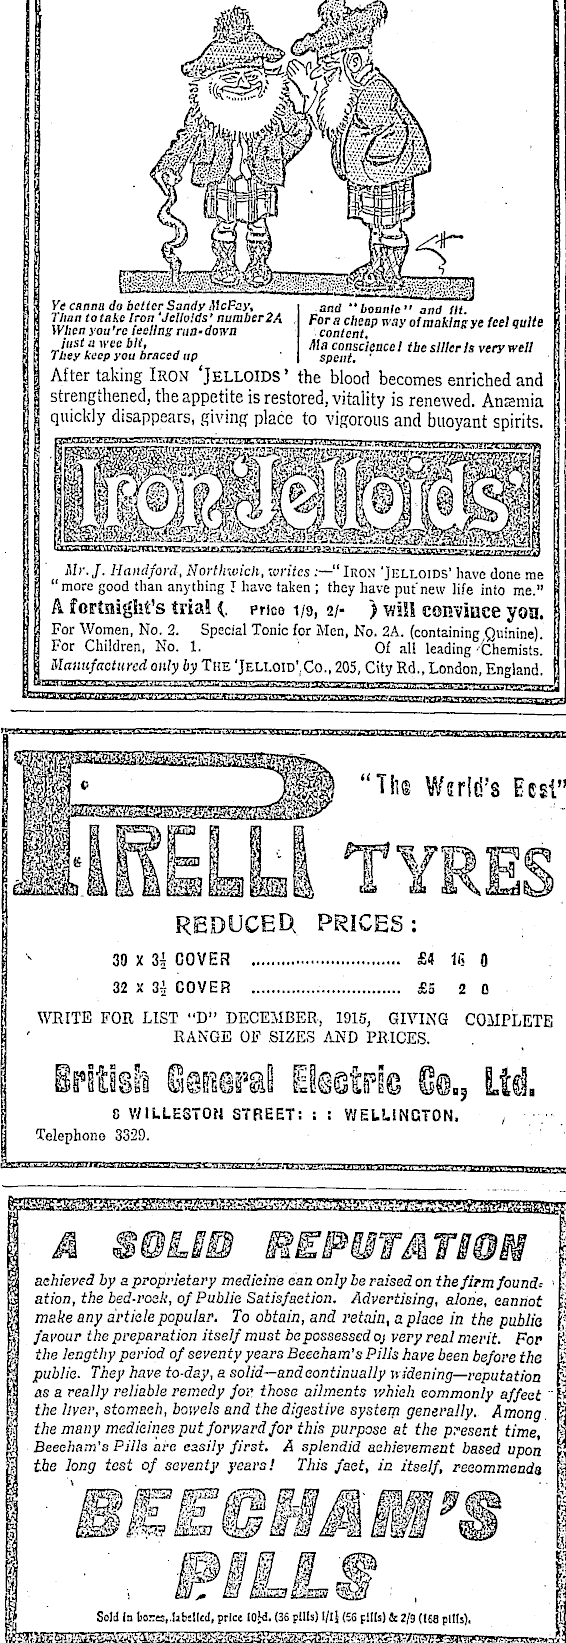 Ye canna do better Sandy McFay,
Than to take Iron 'Jelloids' number 2A
When you're feeling run-down
just a wee bit,
They keep you braced up
and "bonnie" and fit.
For a cheap way of making ye feel quite
content,
Ma conscience! the siller is very well
spent.
After taking IRON 'JELLOIDS' the blood becomes enriched and
strengthened, the appetite is restored, vitality is renewed. Anæmia
quickly disappears, giving place to vigorous and buoyant spirits.
Iron 'Jelloids'
Mr. J. Handford, Northwich, writes:—"IRON 'JELLOIDS' have done me
"more good than anything I have taken; they have put new life into me."
A fortnight's trial (. Price 1/9, 2/- ) will convince you.
For Women, No. 2. Special Tonic for Men, No. 2A. (containing Quinine).
For Children, No. 1. Of all leading Chemists.
Manufactured only by THE 'JELLOID' Co., 205, City Rd., London, England.
PIRELLI "The World's Best"
TYRES
REDUCED PRICES:
30 x 3½ COVER .............................. £4 16 0
32 x 3½ COVER .............................. £5 2 0
WRITE FOR LIST "D" DECEMBER, 1915, GIVING COMPLETE
RANGE OF SIZES AND PRICES.
British General Electric Co., Ltd.
8 WILLESTON STREET: : : WELLINGTON.
Telephone 3329.
A SOLID REPUTATION
achieved by a proprietary medicine can only be raised on the firm found-
ation, the bed-rock, of Public Satisfaction. Advertising, alone, cannot
make any article popular. To obtain, and retain, a place in the public
favour the preparation itself must be possessed of very real merit. For
the lengthy period of seventy years Beecham's Pills have been before the
public. They have to-day, a solid—and continually widening—reputation
as a really reliable remedy for those ailments which commonly affect
the liver, stomach, bowels and the digestive system generally. Among
the many medicines put forward for this purpose at the present time,
Beecham's Pills are easily first. A splendid achievement based upon
the long test of seventy years! This fact, in itself, recommends
BEECHAM'S
PILLS
Sold in boxes, labelled, price 10½d. (36 pills) 1/1½ (56 pills) & 2/9 (168 pills).